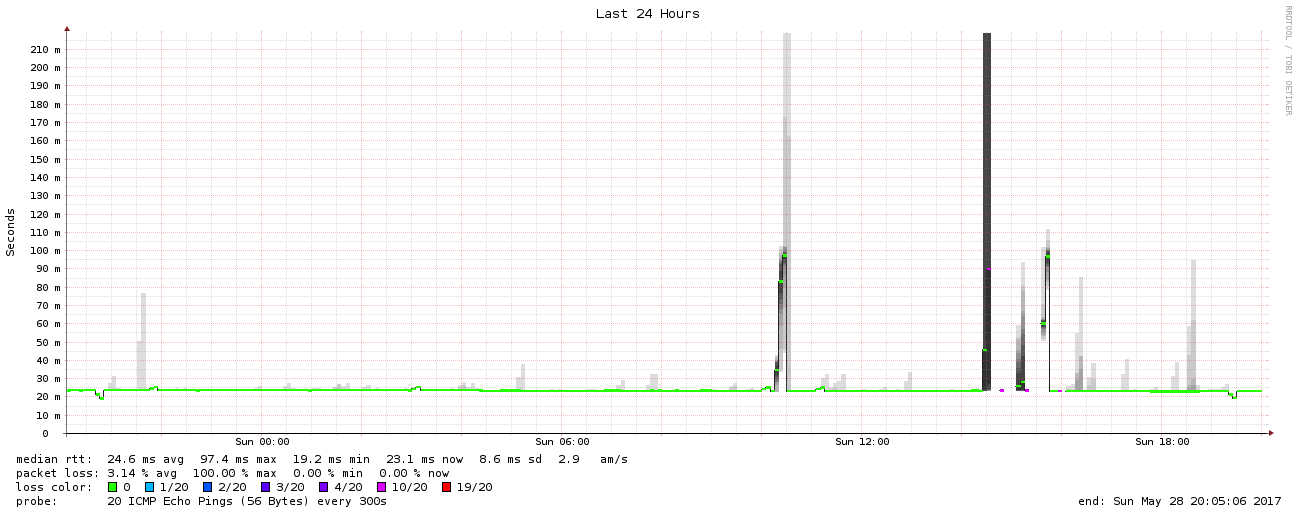 Last 24 Hours
RRDTOOL / TOBI OETIKER
Seconds
210 m
200 m
190 m
180 m
170 m
160 m
150 m
140 m
130 m
120 m
110 m
100 m
90 m
80 m
70 m
60 m
50 m
40 m
30 m
20 m
10 m
0
Sun 00:00 Sun 06:00 Sun 12:00 Sun 18:00
median rtt: 24.6 ms avg 97.4 ms max 19.2 ms min 23.1 ms now 8.6 ms sd 2.9 am/s
packet loss: 3.14 % avg 100.00 % max 0.00 % min 0.00 % now
loss color: 0 1/20 2/20 3/20 4/20 10/20 19/20
probe: 20 ICMP Echo Pings (56 Bytes) every 300s end: Sun May 28 20:05:06 2017